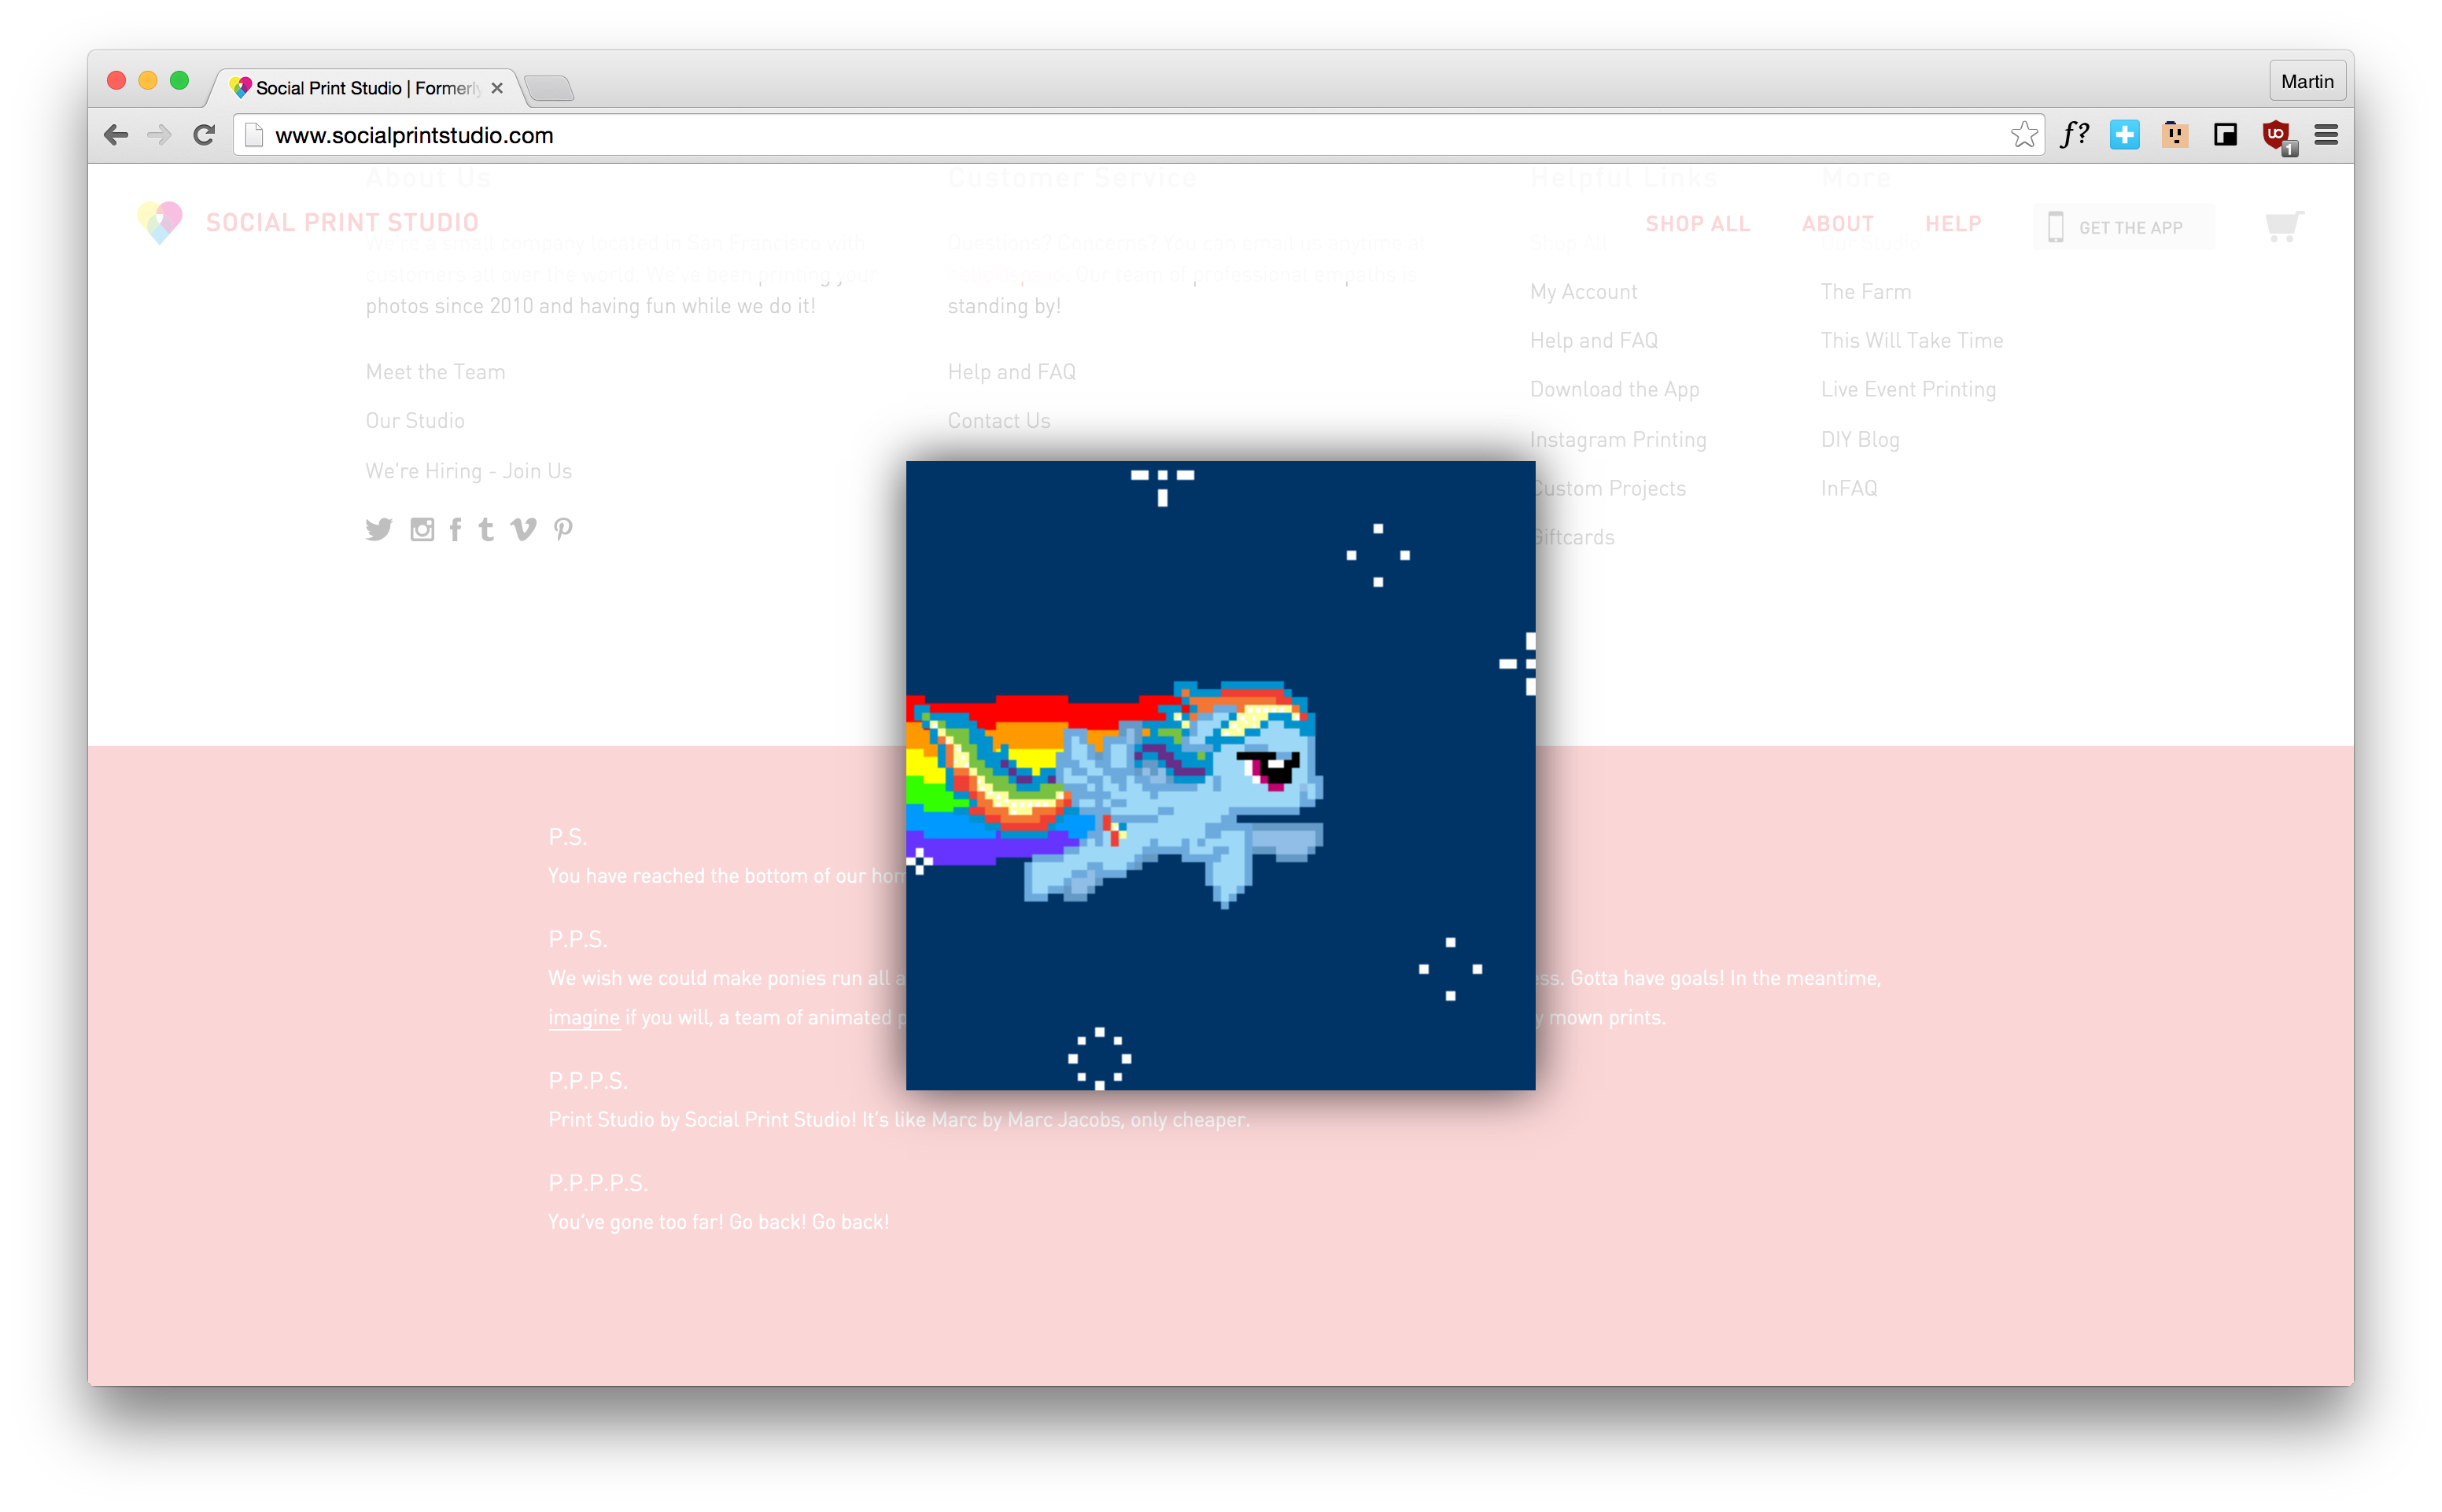 Social Print Studio | Formerly
Martin
www.socialprintstudio.com
f?
1
About Us
Customer Service
Helpful Links
More
SOCIAL PRINT STUDIO
SHOP ALL
ABOUT
HELP
GET THE APP
We're a small company located in San Francisco with
customers all over the world. We've been printing your
photos since 2010 and having fun while we do it!
Meet the Team
Our Studio
We're Hiring - Join Us
Questions? Concerns? You can email us anytime at
Our team of professional empaths is
standing by!
Help and FAQ
Contact Us
Shop All
My Account
Help and FAQ
Download the App
Instagram Printing
Custom Projects
Giftcards
Our Studio
The Farm
This Will Take Time
Live Event Printing
DIY Blog
InFAQ
P.S.
You have reached the bottom of our hom
P.P.S.
We wish we could make ponies run all a ss. Gotta have goals! In the meantime,
imagine if you will, a team of animated p y mown prints.
P.P.P.S.
Print Studio by Social Print Studio! It's like Marc by Marc Jacobs, only cheaper.
P.P.P.P.S.
You've gone too far! Go back! Go back!